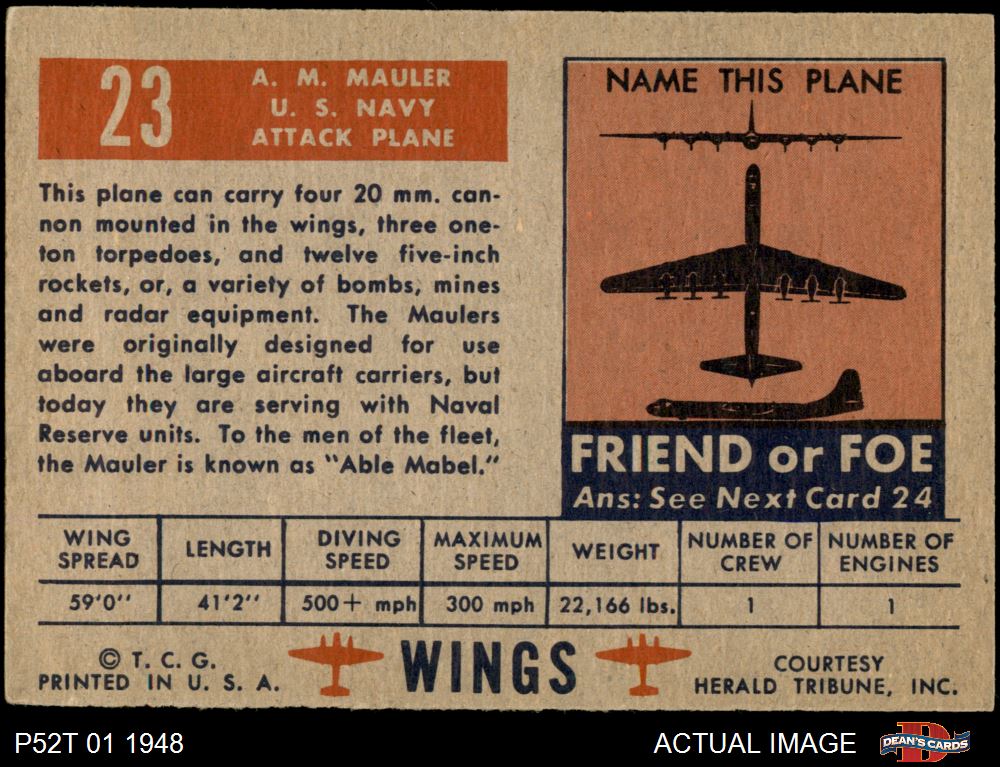 23
A. M. MAULER
U. S. NAVY
ATTACK PLANE
This plane can carry four 20 mm. can-
non mounted in the wings, three one-
ton torpedoes, and twelve five-inch
rockets, or, a variety of bombs, mines
and radar equipment. The Maulers
were originally designed for use
aboard the large aircraft carriers, but
today they are serving with Naval
Reserve units. To the men of the fleet,
the Mauler is known as "Able Mabel."
NAME THIS PLANE
FRIEND or FOE
Ans: See Next Card 24
WING SPREAD LENGTH DIVING SPEED MAXIMUM SPEED WEIGHT NUMBER OF CREW NUMBER OF ENGINES
59'0'' 41'2'' 500+ mph 300 mph 22,166 lbs. 1 1
© T. C. G.
PRINTED IN U. S. A.
WINGS
COURTESY
HERALD TRIBUNE, INC.
P52T 01 1948
ACTUAL IMAGE
D
DEAN'S CARDS